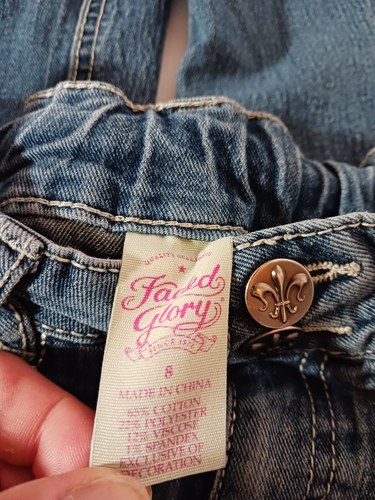 QUALITY GUARANTEED
Faded
Glory
SINCE 1972
8
MADE IN CHINA
65% COTTON
22% POLYESTER
12% VISCOSE
1% SPANDEX
EXCLUSIVE OF
DECORATION